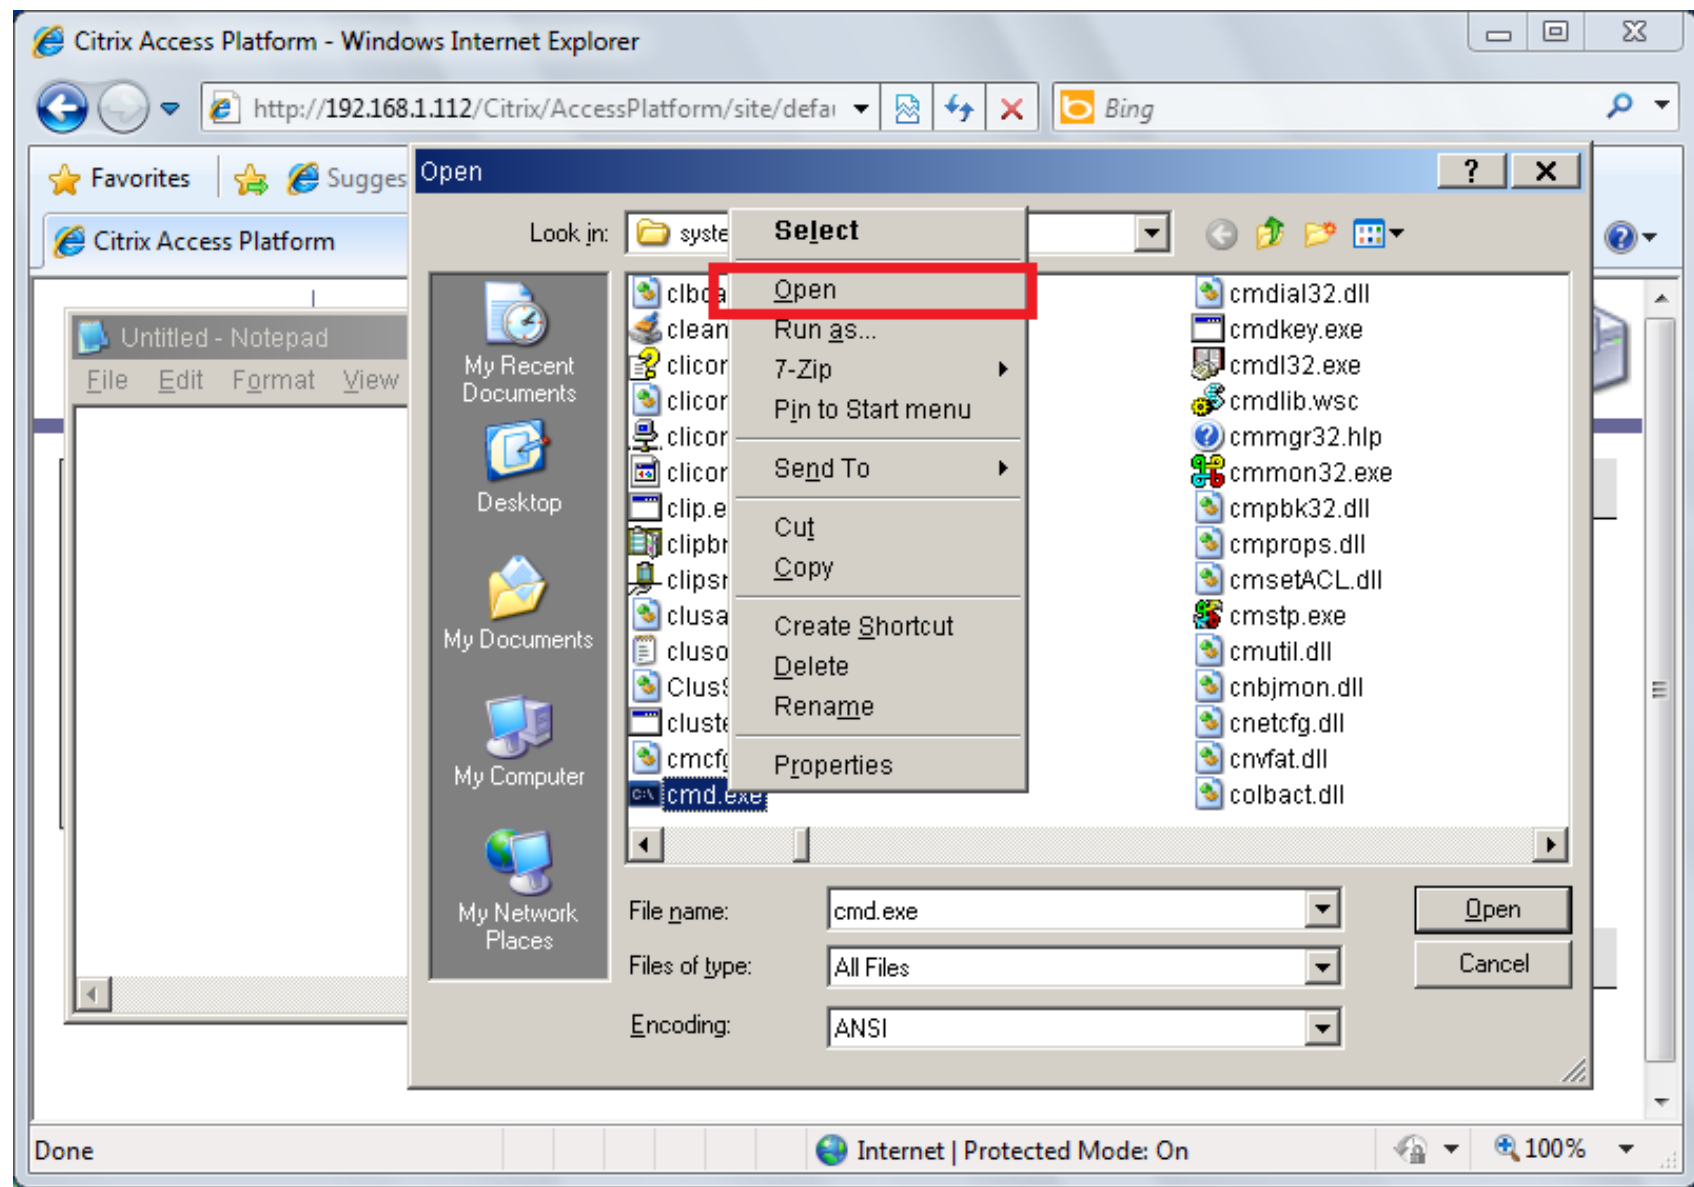 Citrix Access Platform - Windows Internet Explorer
http://192.168.1.112/Citrix/AccessPlatform/site/defau
Bing
Favorites
Sugges
Citrix Access Platform
Untitled - Notepad
File Edit Format View
Open
?
Look in:
syste
My Recent
Documents
Desktop
My Documents
My Computer
My Network
Places
clbca
clean
clicor
clicor
clicor
clicor
clip.e
clipbr
clipsr
clusa
cluso
ClusS
cluste
cmcfg
cmd.exe
Select
Open
Run as...
7-Zip
Pin to Start menu
Send To
Cut
Copy
Create Shortcut
Delete
Rename
Properties
cmdial32.dll
cmdkey.exe
cmdl32.exe
cmdlib.wsc
cmmgr32.hlp
cmmon32.exe
cmpbk32.dll
cmprops.dll
cmsetACL.dll
cmstp.exe
cmutil.dll
cnbjmon.dll
cnetcfg.dll
cnvfat.dll
colbact.dll
File name:
cmd.exe
Open
Files of type:
All Files
Cancel
Encoding:
ANSI
Done
Internet | Protected Mode: On
100%